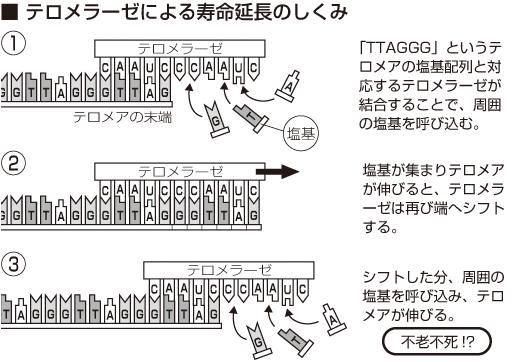 ■ テロメラーゼによる寿命延長のしくみ
①
テロメラーゼ
CAAUCCCAAUC
GGTTAGGGTTAG
A
G
T
テロメアの末端
塩基
「TTAGGG」というテ
ロメアの塩基配列と対
応するテロメラーゼが
結合することで、周囲
の塩基を呼び込む。
②
テロメラーゼ
CAAUCCCAAUC
GGTTAGGGTTAGGGTTAG
塩基が集まりテロメア
が伸びると、テロメラ
ーゼは再び端へシフト
する。
③
テロメラーゼ
CAAUCCCAAUC
TAGGGTTAGGGTTAG
G
T
A
シフトした分、周囲の
塩基を呼び込み、テロ
メアが伸びる。
不老不死!?